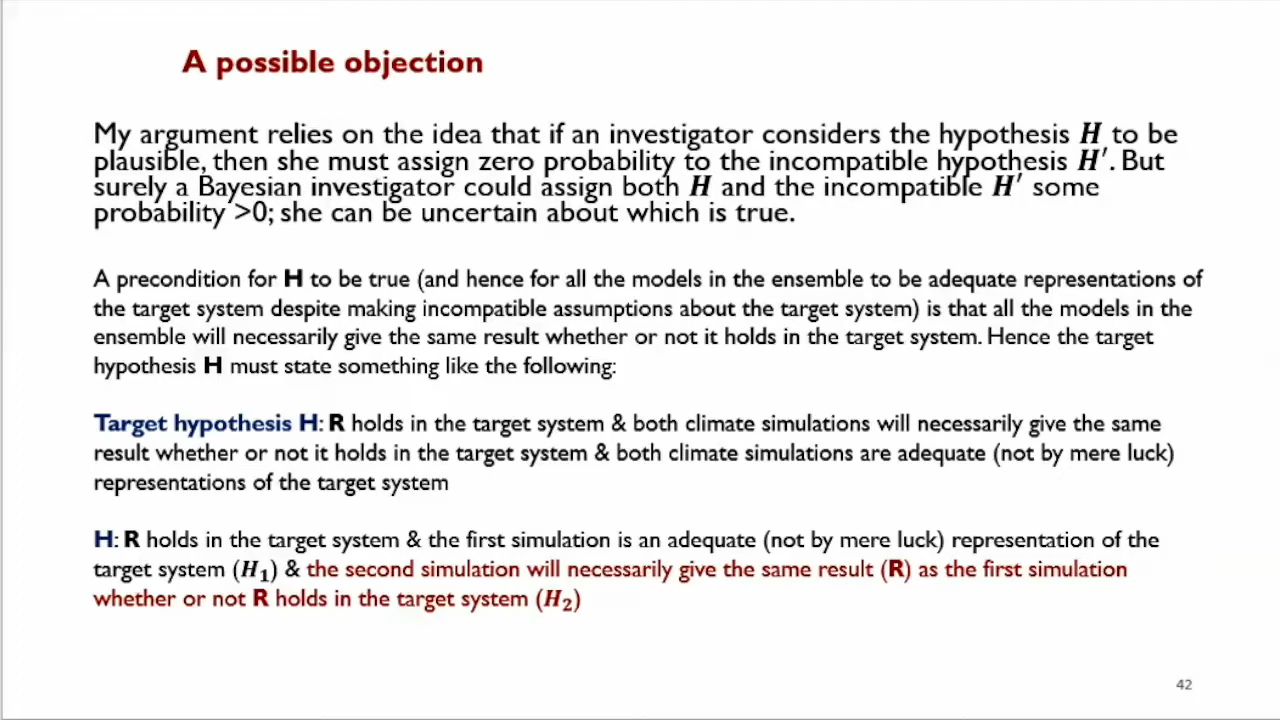 A possible objection
My argument relies on the idea that if an investigator considers the hypothesis H to be
plausible, then she must assign zero probability to the incompatible hypothesis H′. But
surely a Bayesian investigator could assign both H and the incompatible H′ some
probability >0; she can be uncertain about which is true.
A precondition for H to be true (and hence for all the models in the ensemble to be adequate representations of
the target system despite making incompatible assumptions about the target system) is that all the models in the
ensemble will necessarily give the same result whether or not it holds in the target system. Hence the target
hypothesis H must state something like the following:
Target hypothesis H: R holds in the target system & both climate simulations will necessarily give the same
result whether or not it holds in the target system & both climate simulations are adequate (not by mere luck)
representations of the target system
H: R holds in the target system & the first simulation is an adequate (not by mere luck) representation of the
target system (H₁) & the second simulation will necessarily give the same result (R) as the first simulation
whether or not R holds in the target system (H₂)
42